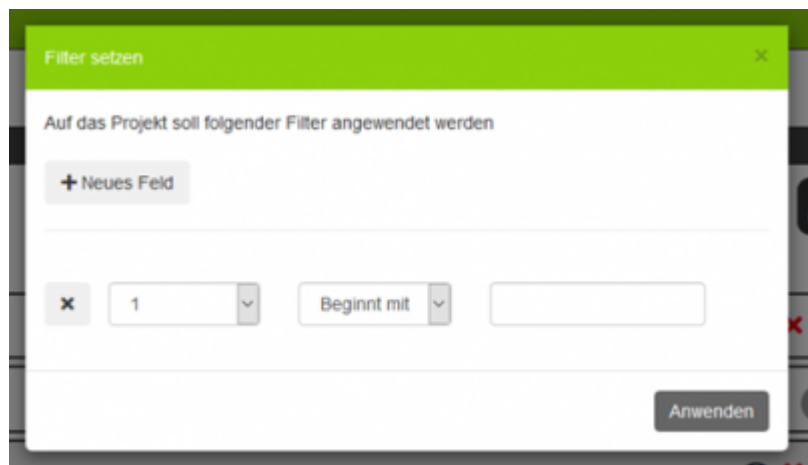 Filter setzen
Auf das Projekt soll folgender Filter angewendet werden
Neues Feld
1 Beginnt mit
Anwenden